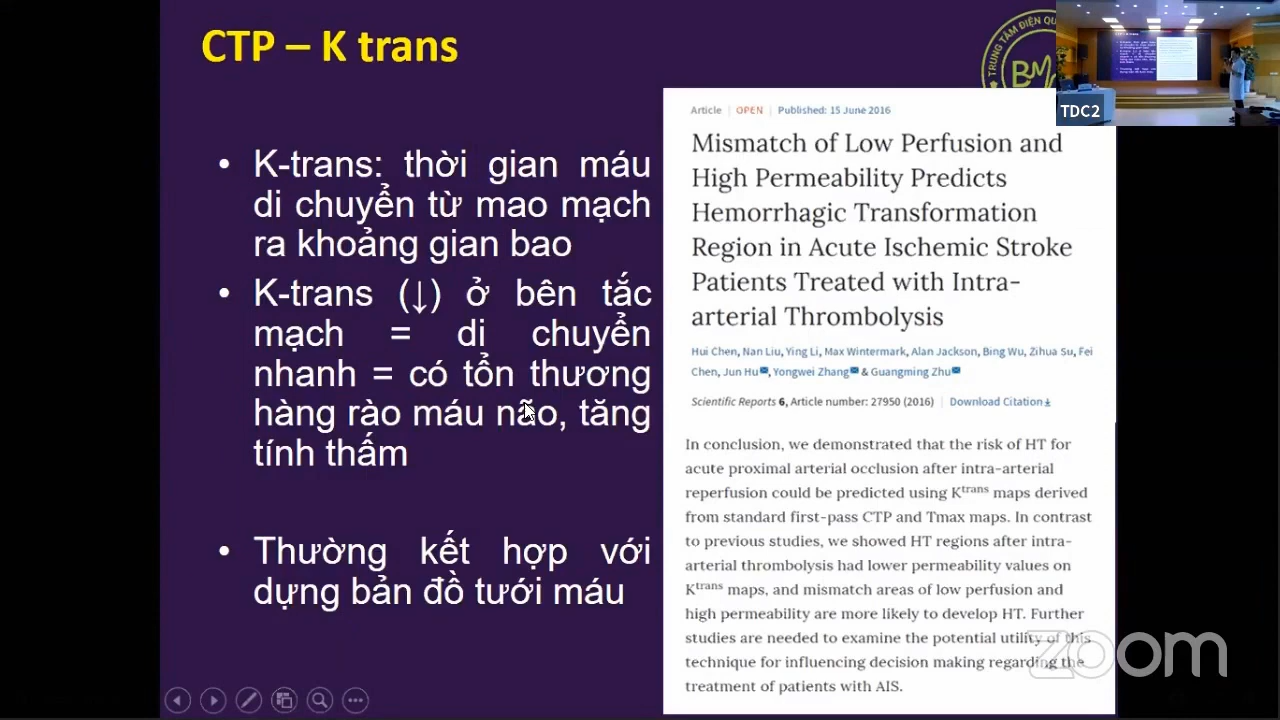 CTP – K trans
TRUNG TÂM ĐIỆN QU
BM
TDC2
• K-trans: thời gian máu
di chuyển từ mao mạch
ra khoảng gian bao
• K-trans (↓) ở bên tắc
mạch = di chuyển
nhanh = có tổn thương
hàng rào máu não, tăng
tính thấm
• Thường kết hợp với
dựng bản đồ tưới máu
Article | OPEN | Published: 15 June 2016
Mismatch of Low Perfusion and
High Permeability Predicts
Hemorrhagic Transformation
Region in Acute Ischemic Stroke
Patients Treated with Intra-
arterial Thrombolysis
Hui Chen, Nan Liu, Ying Li, Max Wintermark, Alan Jackson, Bing Wu, Zihua Su, Fei
Chen, Jun Hu, Yongwei Zhang & Guangming Zhu
Scientific Reports 6, Article number: 27950 (2016) | Download Citation
In conclusion, we demonstrated that the risk of HT for
acute proximal arterial occlusion after intra-arterial
reperfusion could be predicted using Ktrans maps derived
from standard first-pass CTP and Tmax maps. In contrast
to previous studies, we showed HT regions after intra-
arterial thrombolysis had lower permeability values on
Ktrans maps, and mismatch areas of low perfusion and
high permeability are more likely to develop HT. Further
studies are needed to examine the potential utility of this
technique for influencing decision making regarding the
treatment of patients with AIS.
zoom